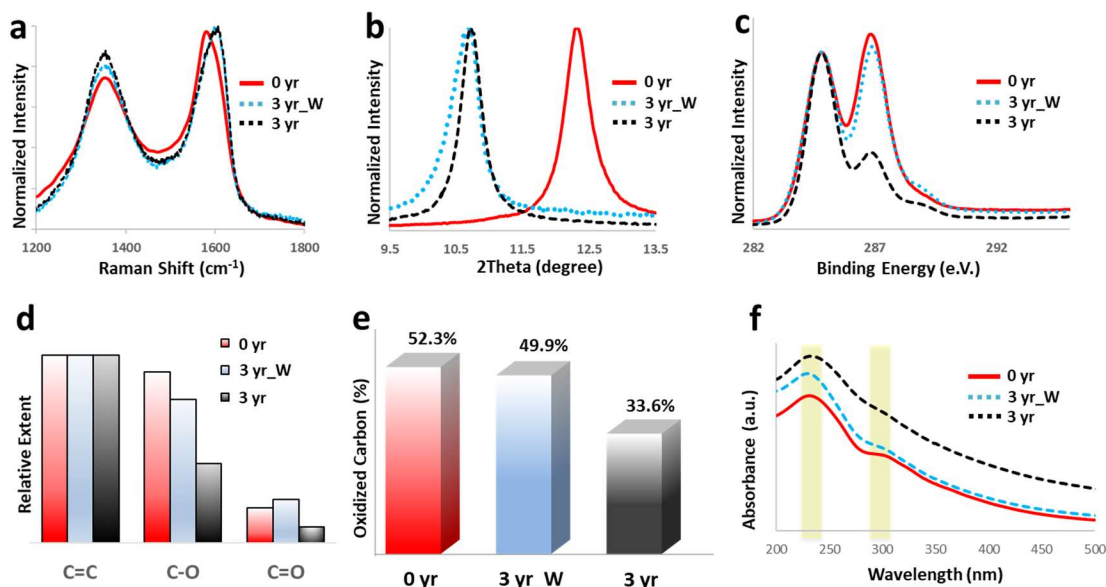 a
Normalized Intensity
0 yr
3 yr_W
3 yr
1200 1400 1600 1800
Raman Shift (cm-1)
b
Normalized Intensity
0 yr
3 yr_W
3 yr
9.5 10.5 11.5 12.5 13.5
2Theta (degree)
c
Normalized Intensity
0 yr
3 yr_W
3 yr
282 287 292
Binding Energy (e.V.)
d
Relative Extent
0 yr
3 yr_W
3 yr
C=C C-O C=O
e
Oxidized Carbon (%)
52.3%
49.9%
33.6%
0 yr 3 yr_W 3 yr
f
Absorbance (a.u.)
0 yr
3 yr_W
3 yr
200 250 300 350 400 450 500
Wavelength (nm)